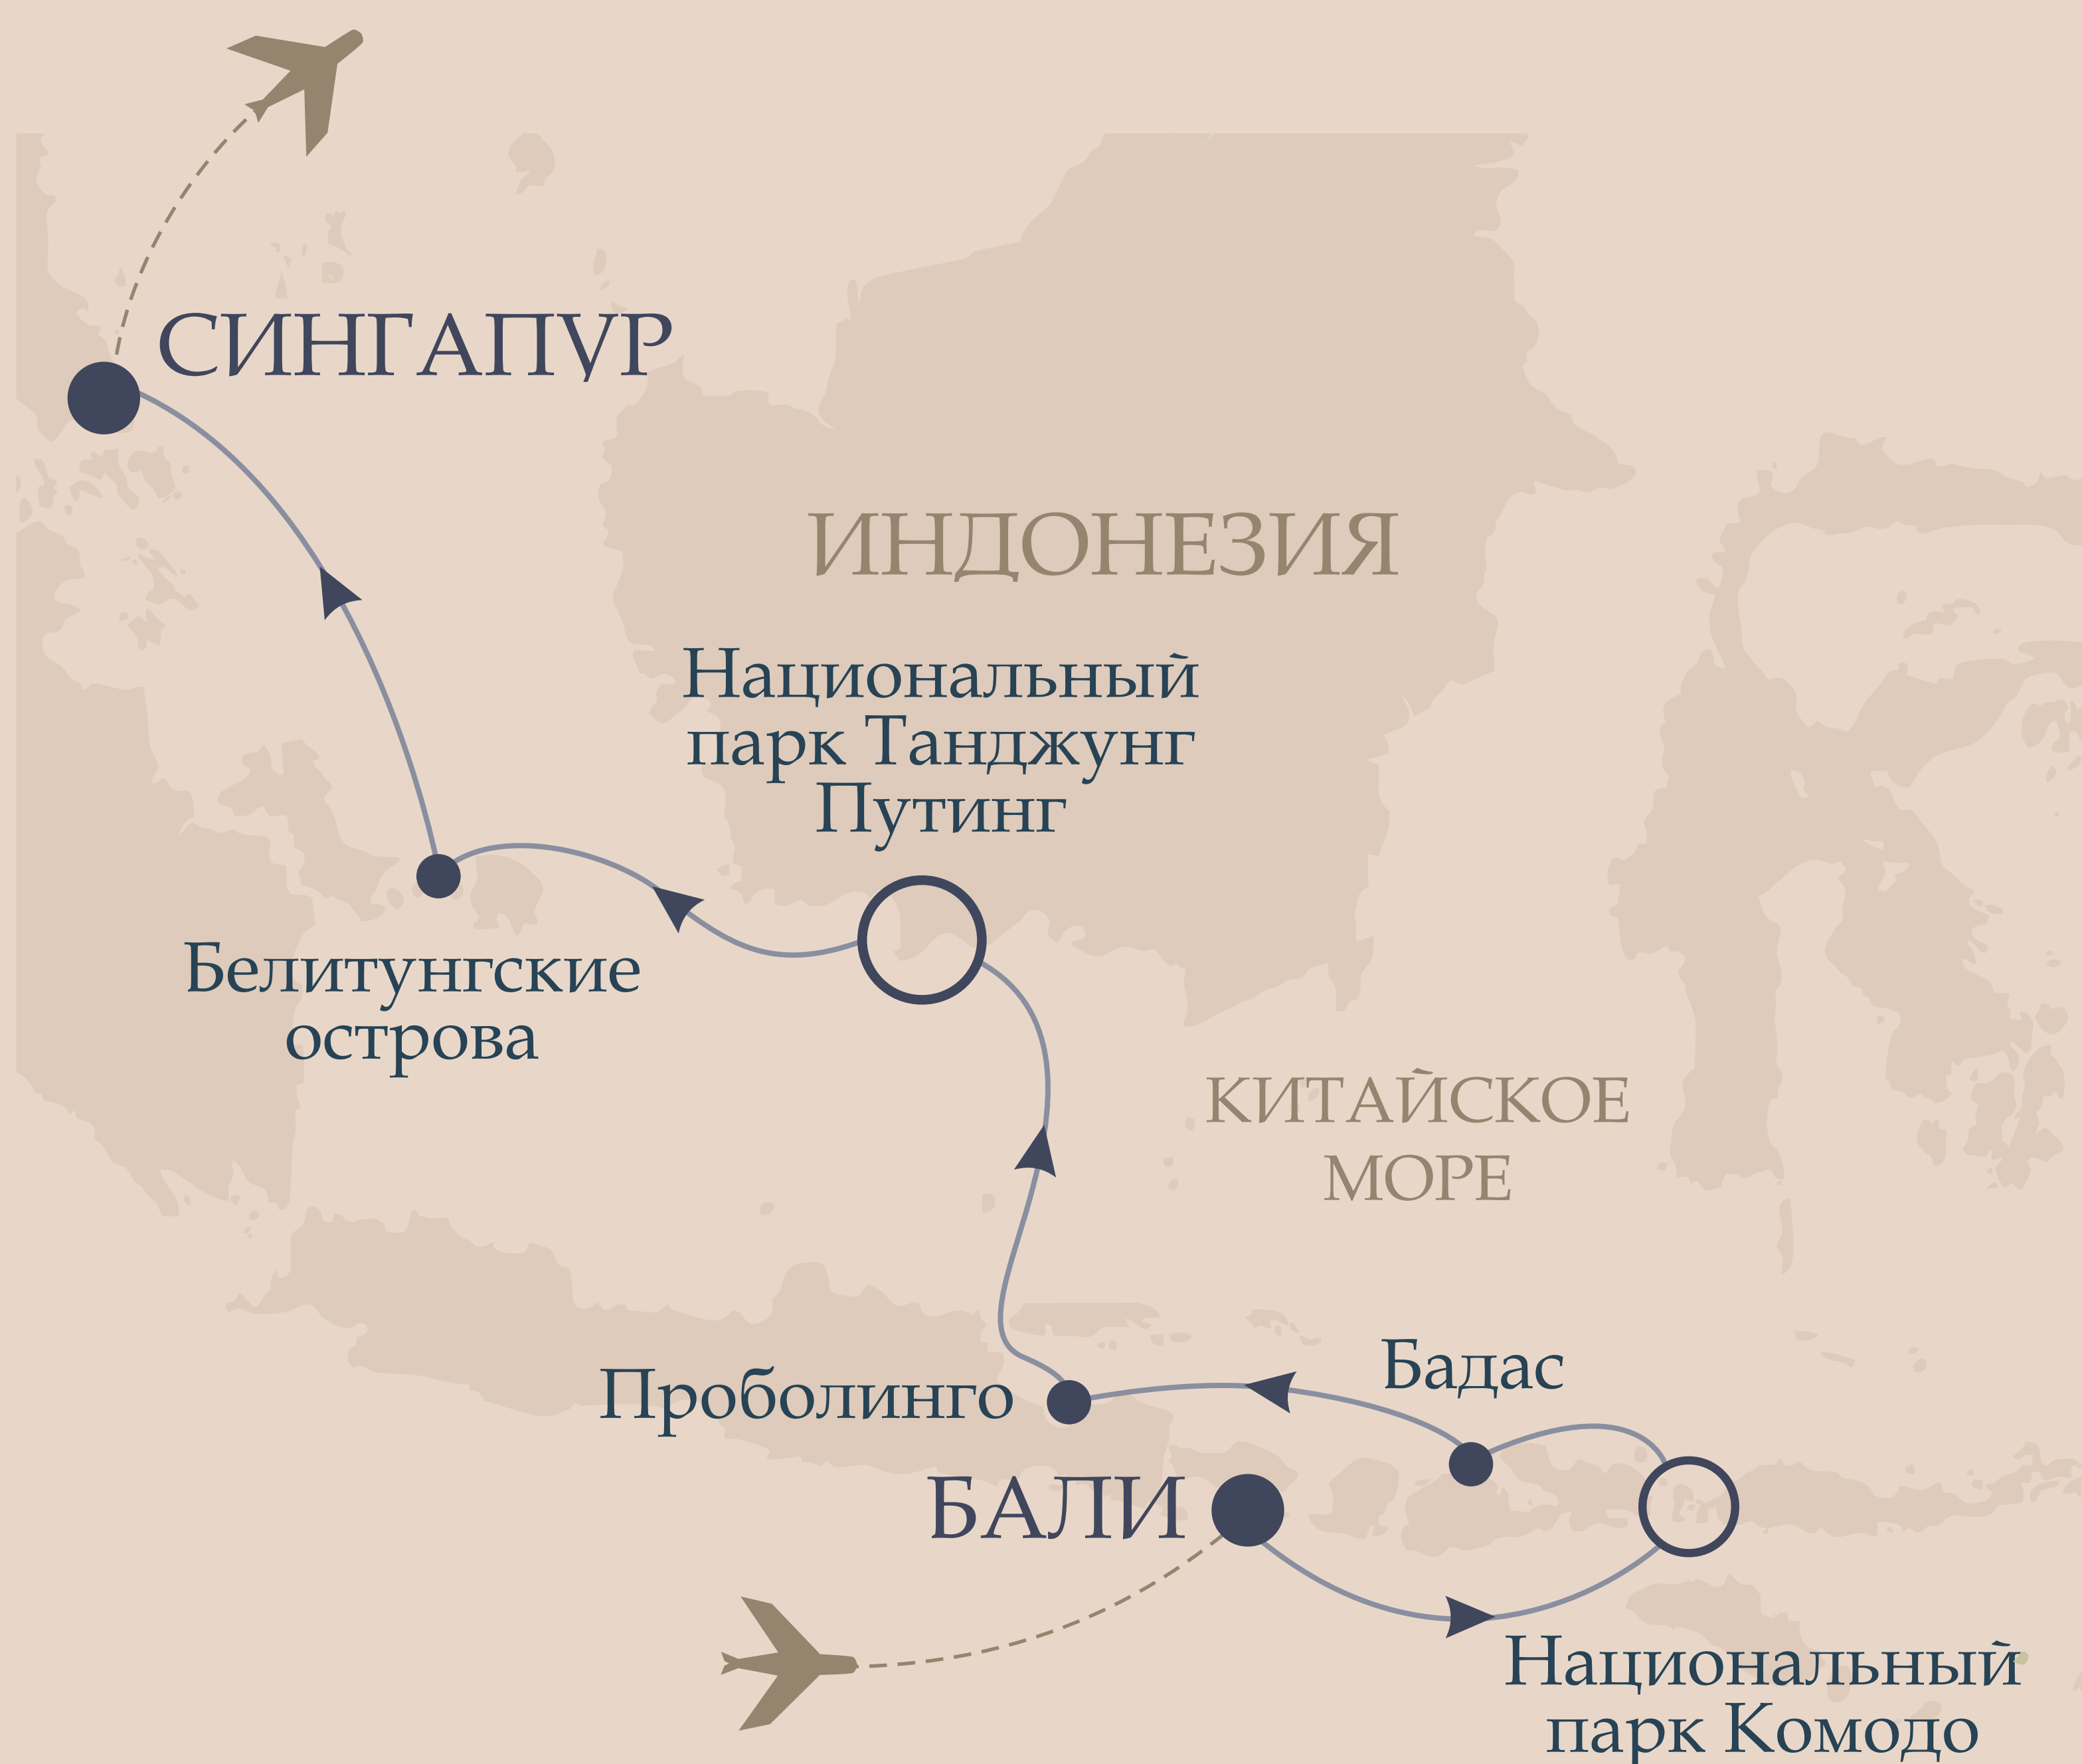 СИНГАПУР
ИНДОНЕЗИЯ
Национальный
парк Танджунг
Путинг
Белитунгские
острова
КИТАЙСКОЕ
МОРЕ
Бадас
Проболинго
БАЛИ
Национальный
парк Комодо